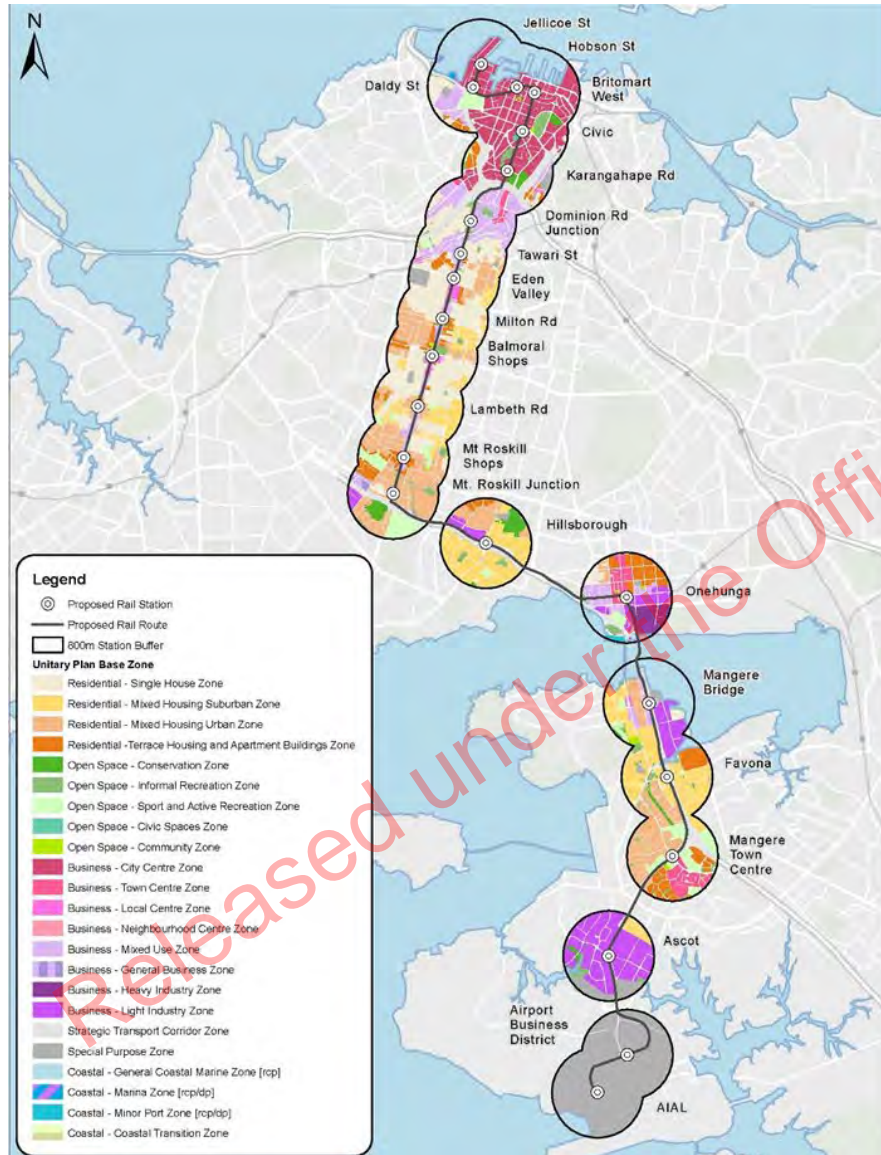 N
Jellicoe St
Hobson St
Daldy St
Britomart
West
Civic
Karangahape Rd
Dominion Rd
Junction
Tawari St
Eden
Valley
Milton Rd
Balmoral
Shops
Lambeth Rd
Mt Roskill
Shops
Mt. Roskill Junction
Hillsborough
Onehunga
Mangere
Bridge
Favona
Mangere
Town
Centre
Ascot
Airport
Business
District
AIAL
Legend
Proposed Rail Station
Proposed Rail Route
800m Station Buffer
Unitary Plan Base Zone
Residential - Single House Zone
Residential - Mixed Housing Suburban Zone
Residential - Mixed Housing Urban Zone
Residential -Terrace Housing and Apartment Buildings Zone
Open Space - Conservation Zone
Open Space - Informal Recreation Zone
Open Space - Sport and Active Recreation Zone
Open Space - Civic Spaces Zone
Open Space - Community Zone
Business - City Centre Zone
Business - Town Centre Zone
Business - Local Centre Zone
Business - Neighbourhood Centre Zone
Business - Mixed Use Zone
Business - General Business Zone
Business - Heavy Industry Zone
Business - Light Industry Zone
Strategic Transport Corridor Zone
Special Purpose Zone
Coastal - General Coastal Marine Zone [rcp]
Coastal - Marina Zone [rcp/dp]
Coastal - Minor Port Zone [rcp/dp]
Coastal - Coastal Transition Zone
Released under the Offi